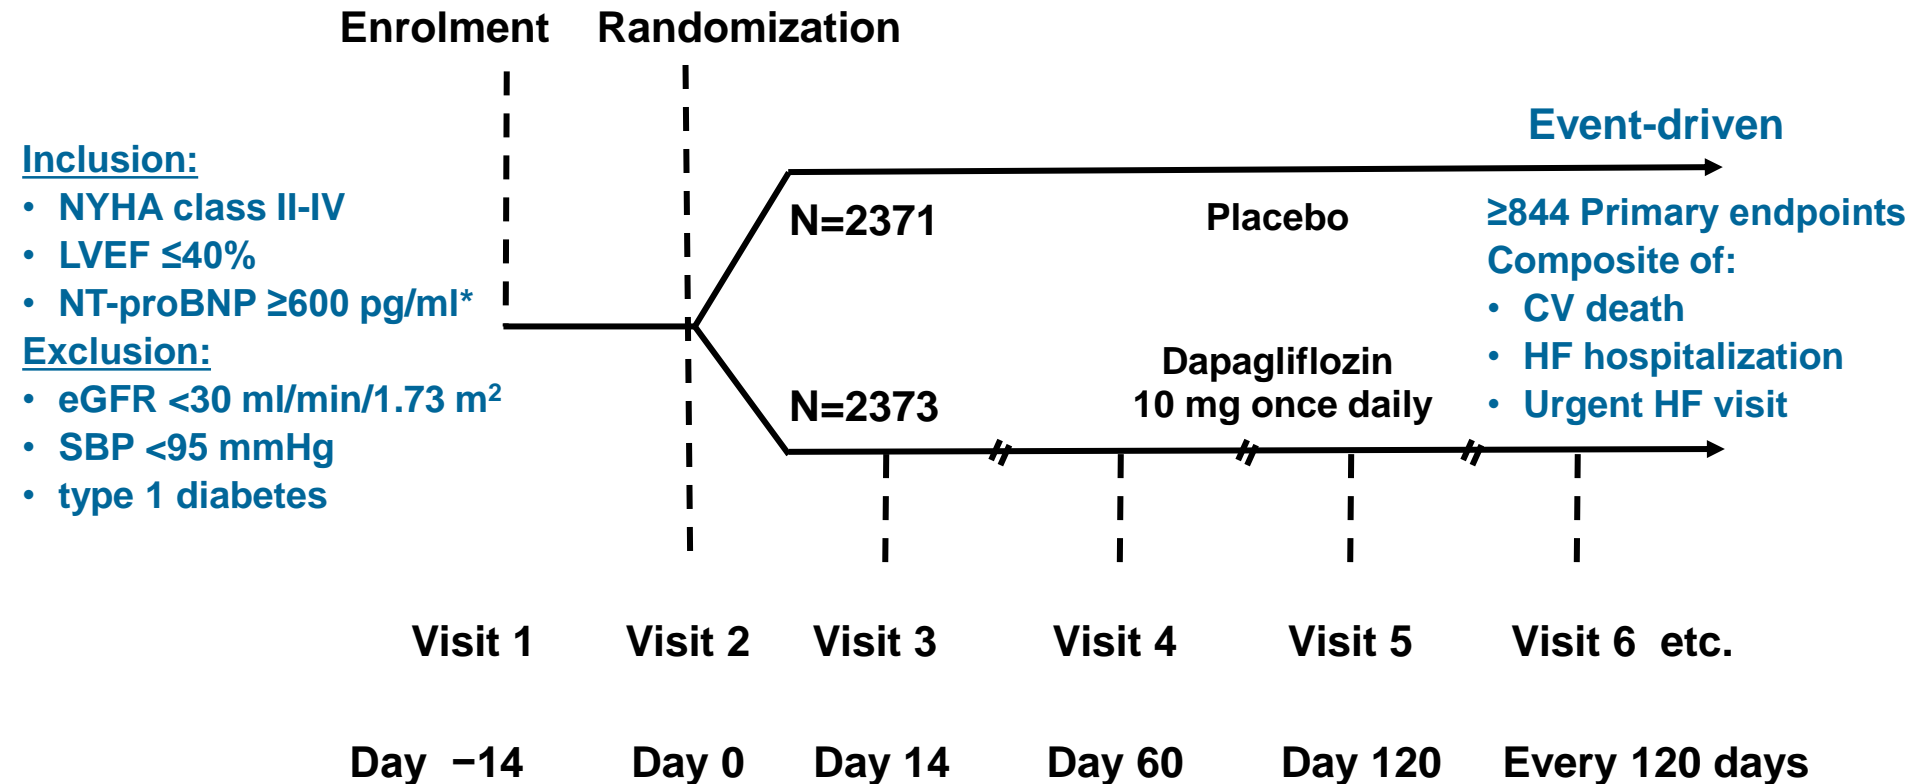 Enrolment Randomization
Inclusion:
• NYHA class II-IV
• LVEF ≤40%
• NT-proBNP ≥600 pg/ml*
Exclusion:
• eGFR <30 ml/min/1.73 m²
• SBP <95 mmHg
• type 1 diabetes
N=2371
Placebo
N=2373
Dapagliflozin
10 mg once daily
Event-driven
≥844 Primary endpoints
Composite of:
• CV death
• HF hospitalization
• Urgent HF visit
Visit 1 Visit 2 Visit 3 Visit 4 Visit 5 Visit 6 etc.
Day −14 Day 0 Day 14 Day 60 Day 120 Every 120 days